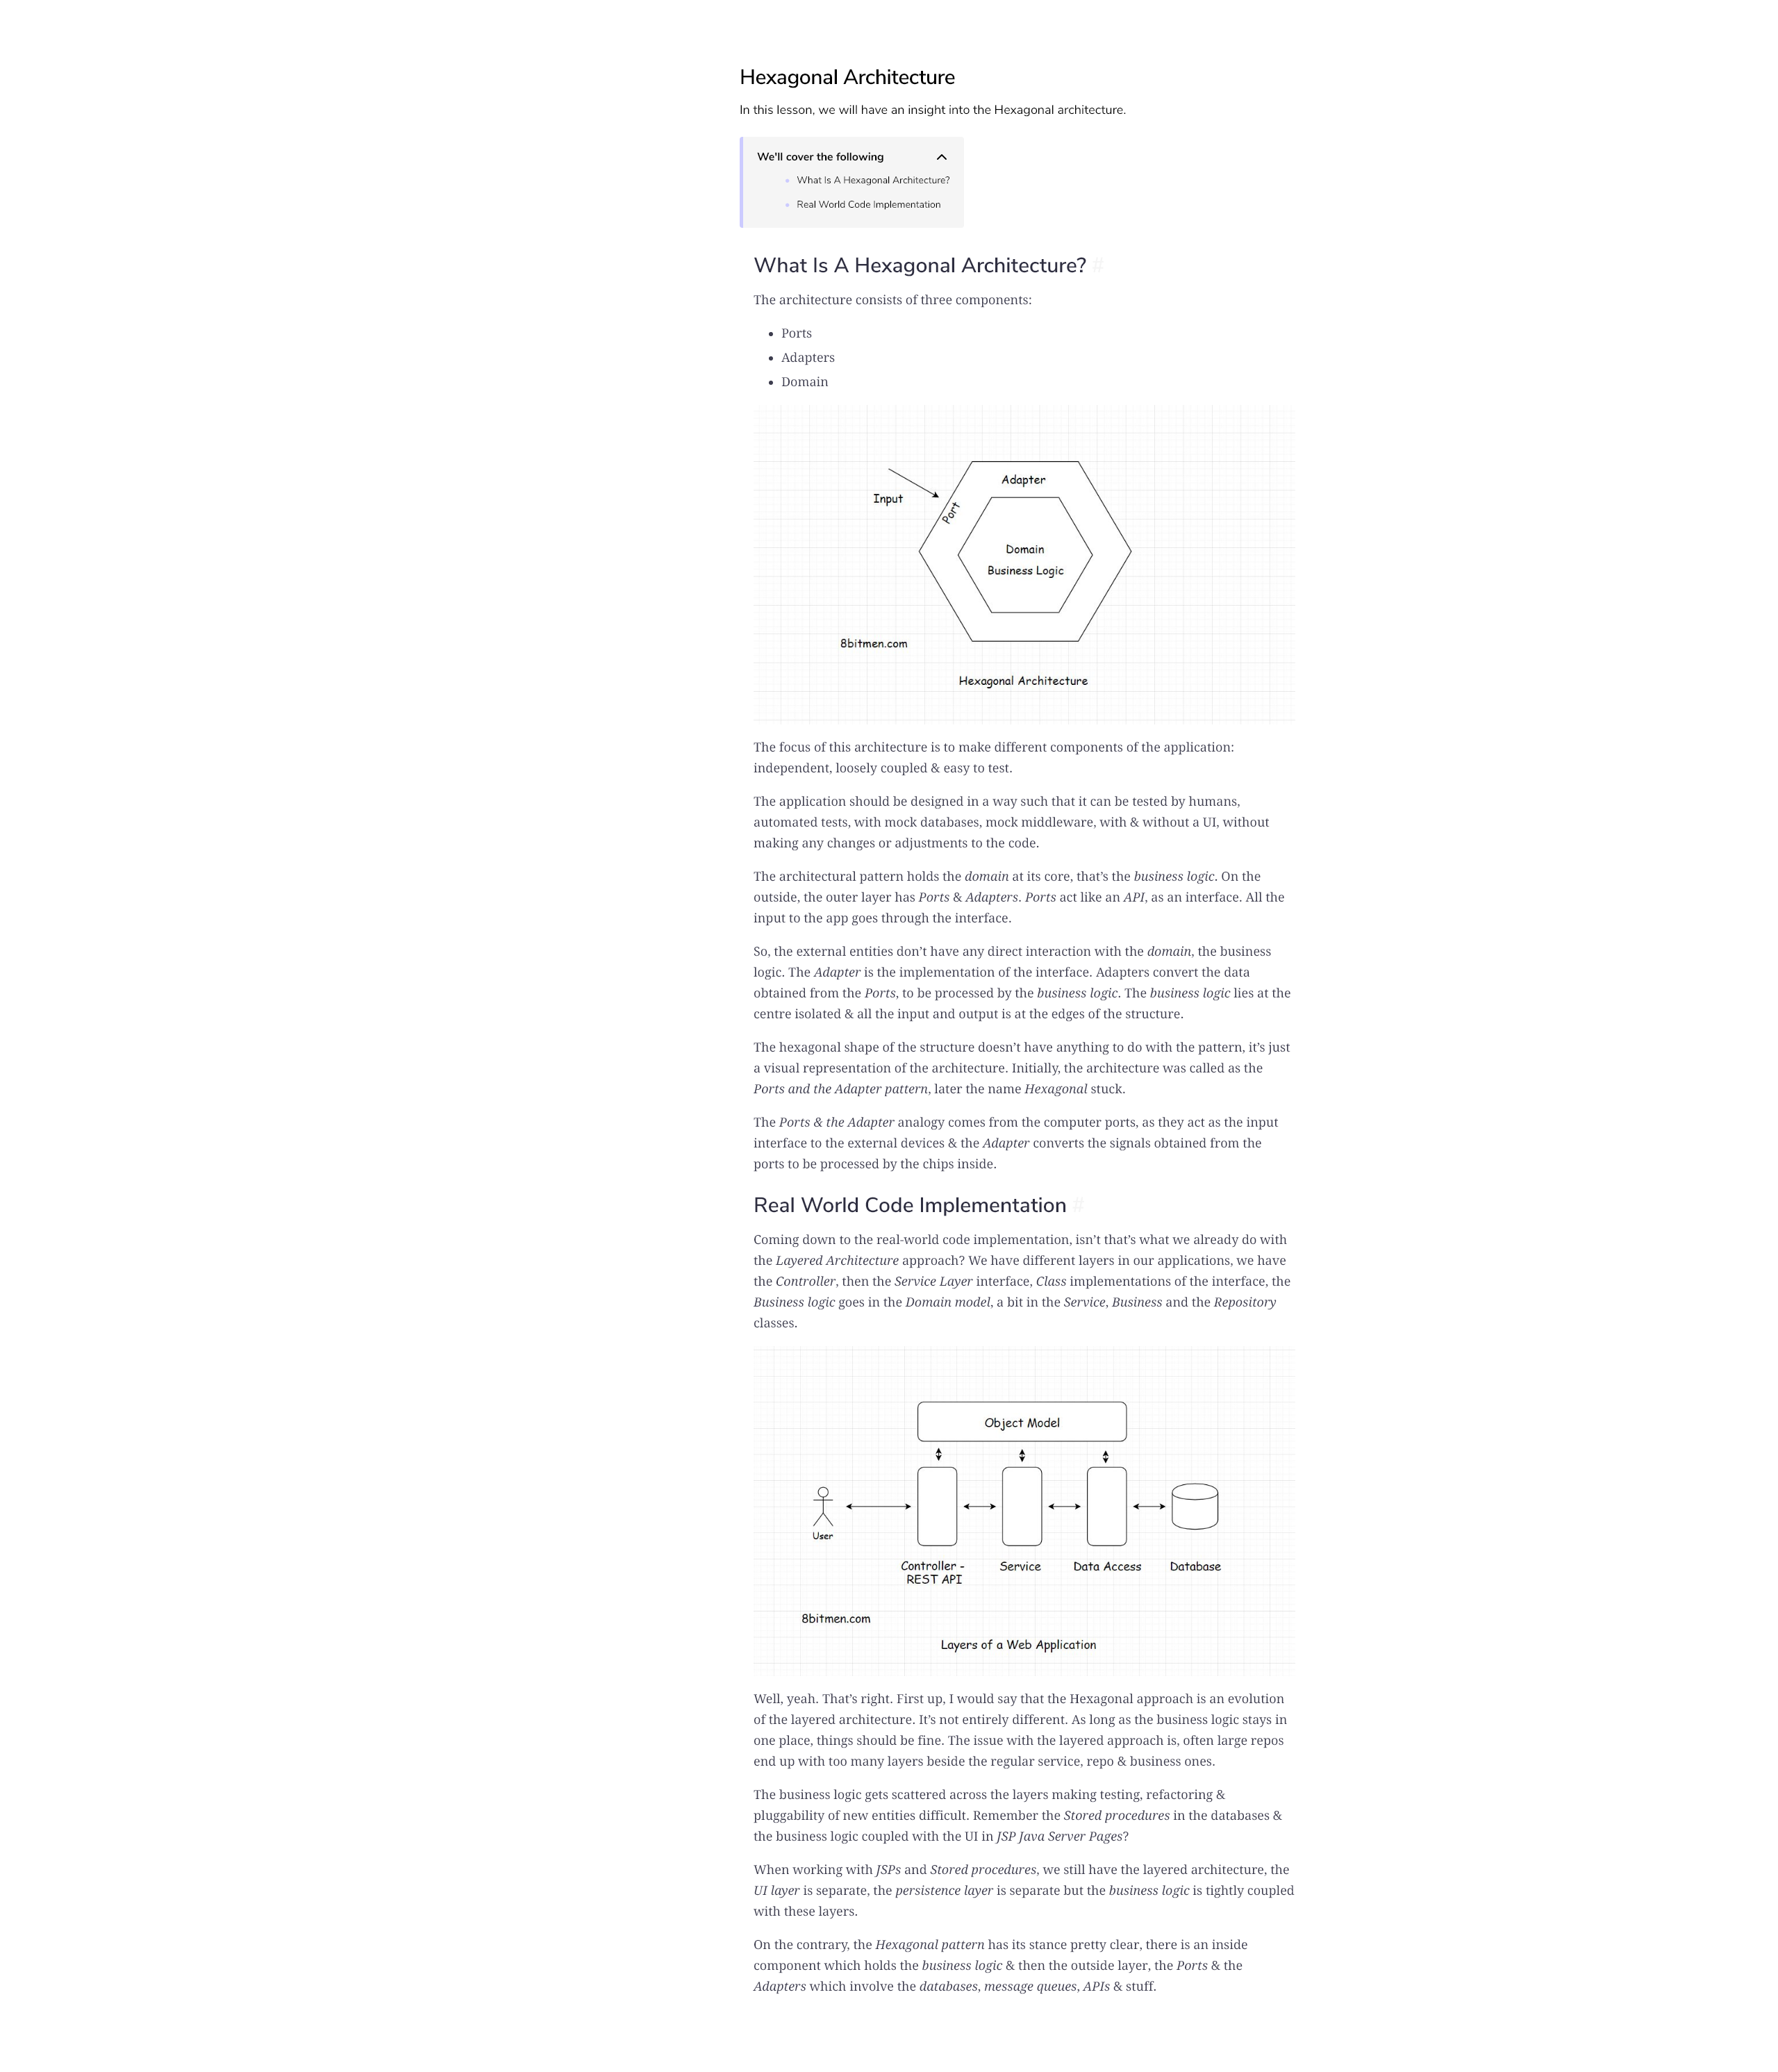 Hexagonal Architecture
In this lesson, we will have an insight into the Hexagonal architecture.
We'll cover the following
What Is A Hexagonal Architecture?
Real World Code Implementation
What Is A Hexagonal Architecture? #
The architecture consists of three components:
• Ports
• Adapters
• Domain
Adapter
Input
Port
Domain
Business Logic
8bitmen.com
Hexagonal Architecture
The focus of this architecture is to make different components of the application:
independent, loosely coupled & easy to test.
The application should be designed in a way such that it can be tested by humans,
automated tests, with mock databases, mock middleware, with & without a UI, without
making any changes or adjustments to the code.
The architectural pattern holds the domain at its core, that’s the business logic. On the
outside, the outer layer has Ports & Adapters. Ports act like an API, as an interface. All the
input to the app goes through the interface.
So, the external entities don’t have any direct interaction with the domain, the business
logic. The Adapter is the implementation of the interface. Adapters convert the data
obtained from the Ports, to be processed by the business logic. The business logic lies at the
centre isolated & all the input and output is at the edges of the structure.
The hexagonal shape of the structure doesn’t have anything to do with the pattern, it’s just
a visual representation of the architecture. Initially, the architecture was called as the
Ports and the Adapter pattern, later the name Hexagonal stuck.
The Ports & the Adapter analogy comes from the computer ports, as they act as the input
interface to the external devices & the Adapter converts the signals obtained from the
ports to be processed by the chips inside.
Real World Code Implementation #
Coming down to the real-world code implementation, isn’t that’s what we already do with
the Layered Architecture approach? We have different layers in our applications, we have
the Controller, then the Service Layer interface, Class implementations of the interface, the
Business logic goes in the Domain model, a bit in the Service, Business and the Repository
classes.
Object Model
User
Controller -
REST API
Service
Data Access
Database
8bitmen.com
Layers of a Web Application
Well, yeah. That’s right. First up, I would say that the Hexagonal approach is an evolution
of the layered architecture. It’s not entirely different. As long as the business logic stays in
one place, things should be fine. The issue with the layered approach is, often large repos
end up with too many layers beside the regular service, repo & business ones.
The business logic gets scattered across the layers making testing, refactoring &
pluggability of new entities difficult. Remember the Stored procedures in the databases &
the business logic coupled with the UI in JSP Java Server Pages?
When working with JSPs and Stored procedures, we still have the layered architecture, the
UI layer is separate, the persistence layer is separate but the business logic is tightly coupled
with these layers.
On the contrary, the Hexagonal pattern has its stance pretty clear, there is an inside
component which holds the business logic & then the outside layer, the Ports & the
Adapters which involve the databases, message queues, APIs & stuff.